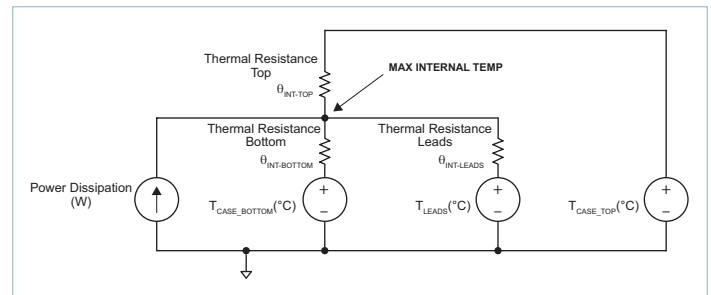 Thermal Resistance
Top
θINT-TOP
MAX INTERNAL TEMP
Thermal Resistance
Bottom
θINT-BOTTOM
Thermal Resistance
Leads
θINT-LEADS
Power Dissipation
(W)
+
–
TCASE_BOTTOM(°C)
+
–
TLEADS(°C)
+
–
TCASE_TOP(°C)